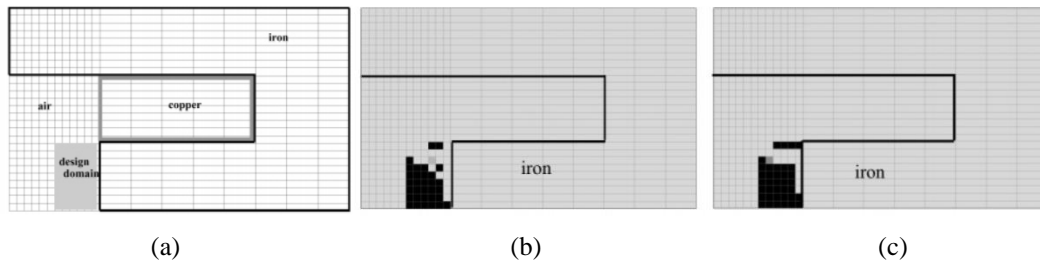 iron
copper
air
design
domain
iron
iron
(a)
(b)
(c)